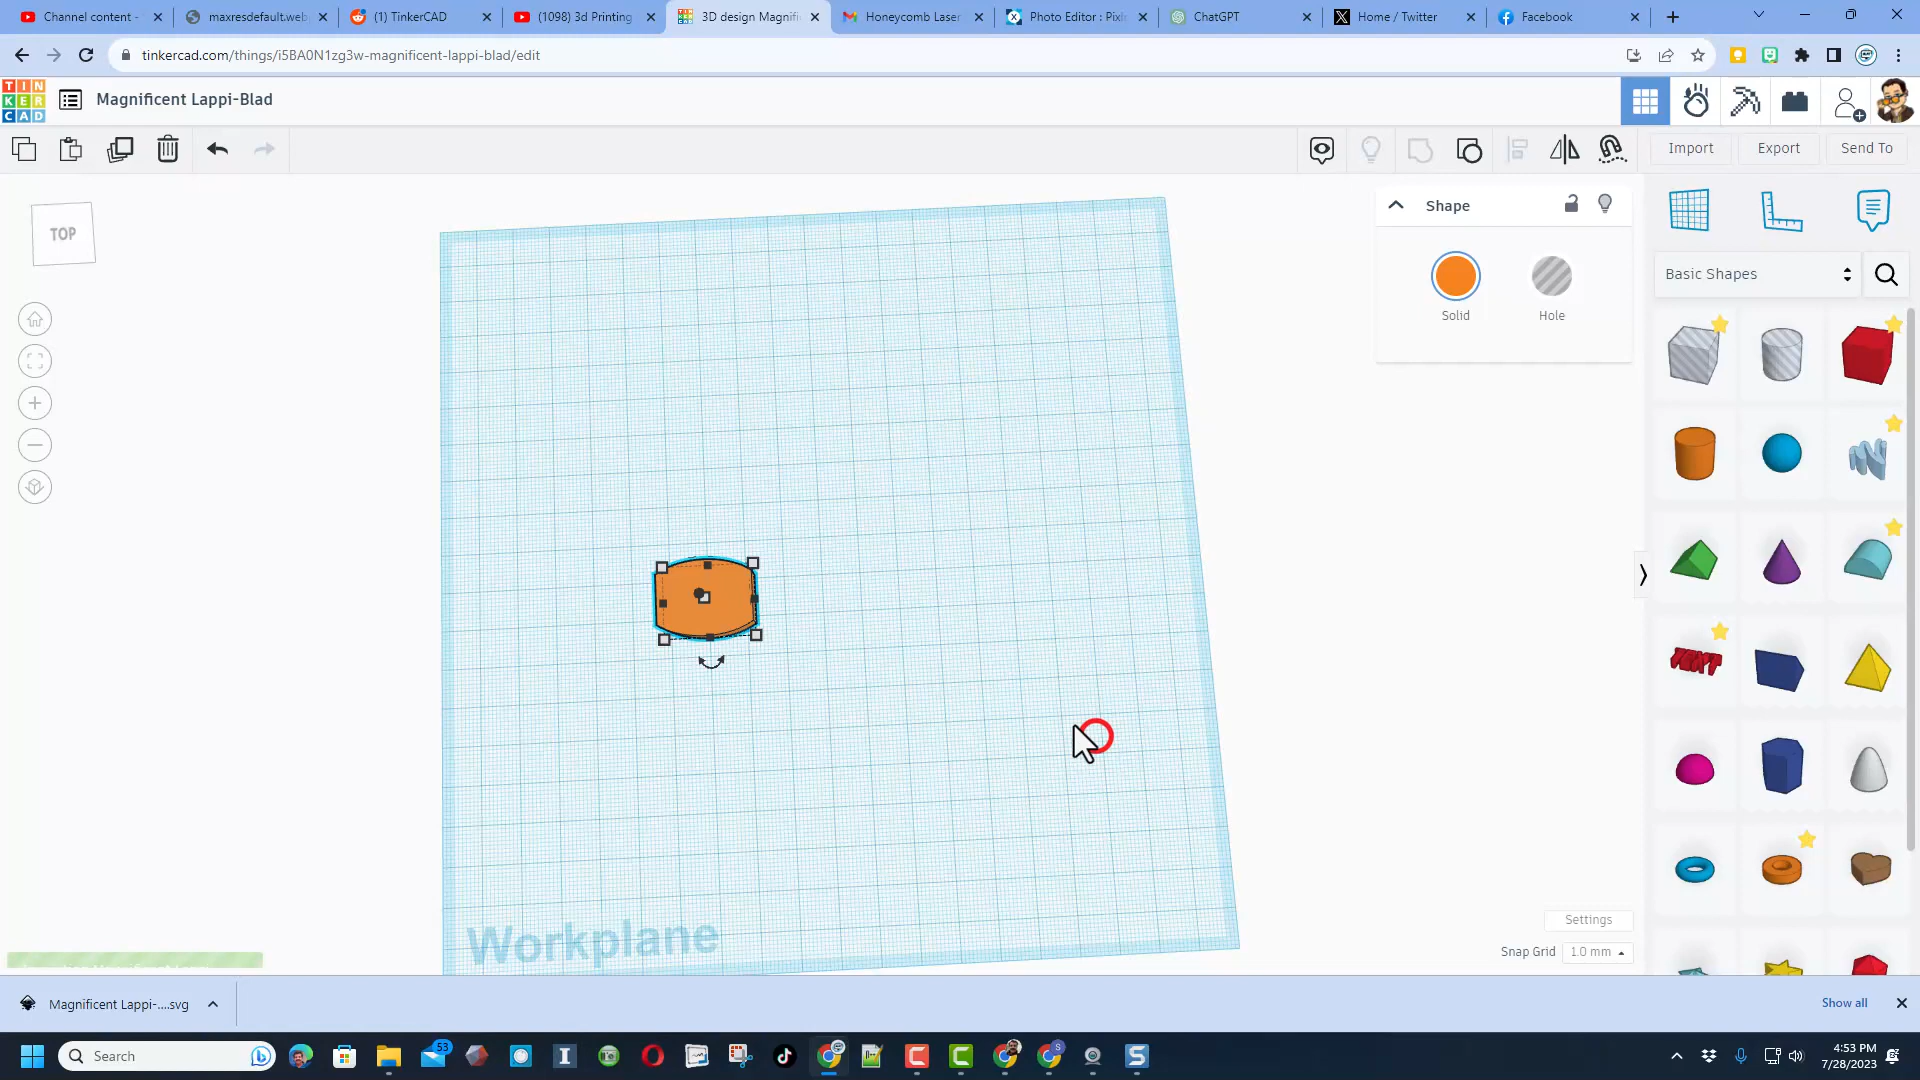 Channel content -
maxresdefault.web
(1) TinkerCAD
(1098) 3d Printing
3D design Magnifi
Honeycomb Laser
Photo Editor : Pixl
ChatGPT
Home / Twitter
Facebook
tinkercad.com/things/i5BA0N1zg3w-magnificent-lappi-blad/edit
TIN
KER
CAD
Magnificent Lappi-Blad
Import
Export
Send To
TOP
Shape
Solid
Hole
Basic Shapes
Workplane
Settings
Snap Grid
1.0 mm
Magnificent Lappi-....svg
Show all
Search
53
4:53 PM
7/28/2023